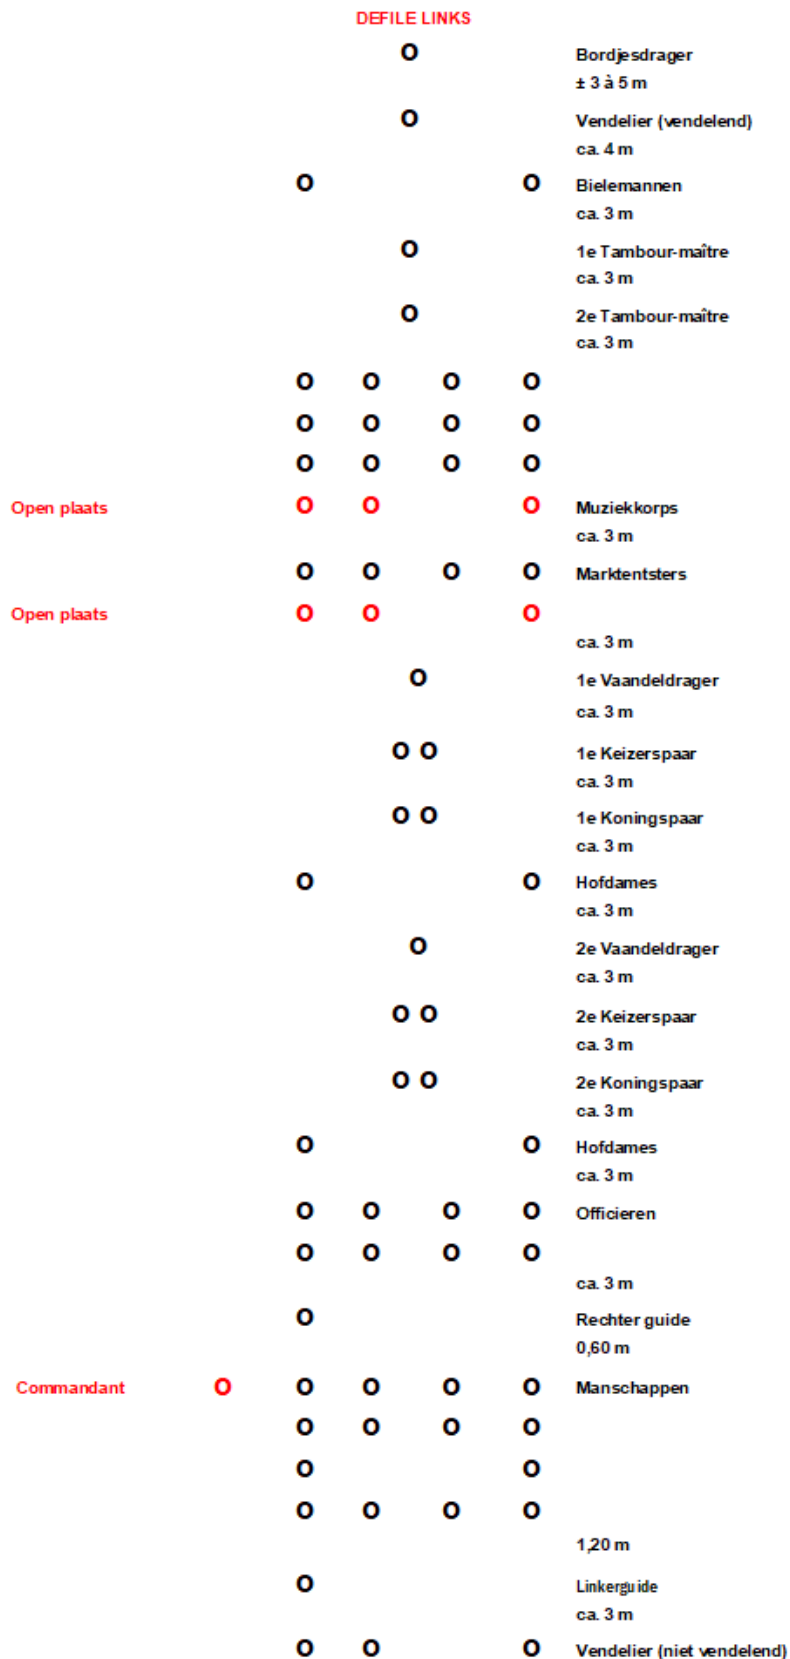 DEFILE LINKS
O Bordjesdrager
± 3 à 5 m
O Vendelier (vendelend)
ca. 4 m
O O Bielemannen
ca. 3 m
O 1e Tambour-maître
ca. 3 m
O 2e Tambour-maître
ca. 3 m
O O O O
O O O O
O O O O
Open plaats O O O Muziekkorps
ca. 3 m
O O O O Marktentsters
Open plaats O O O
ca. 3 m
O 1e Vaandeldrager
ca. 3 m
O O 1e Keizerspaar
ca. 3 m
O O 1e Koningspaar
ca. 3 m
O O Hofdames
ca. 3 m
O 2e Vaandeldrager
ca. 3 m
O O 2e Keizerspaar
ca. 3 m
O O 2e Koningspaar
ca. 3 m
O O Hofdames
ca. 3 m
O O O O Officieren
O O O O
ca. 3 m
O Rechter guide
0,60 m
Commandant O O O O O Manschappen
O O O O
O O
O O O O
1,20 m
O Linkerguide
ca. 3 m
O O O Vendelier (niet vendelend)